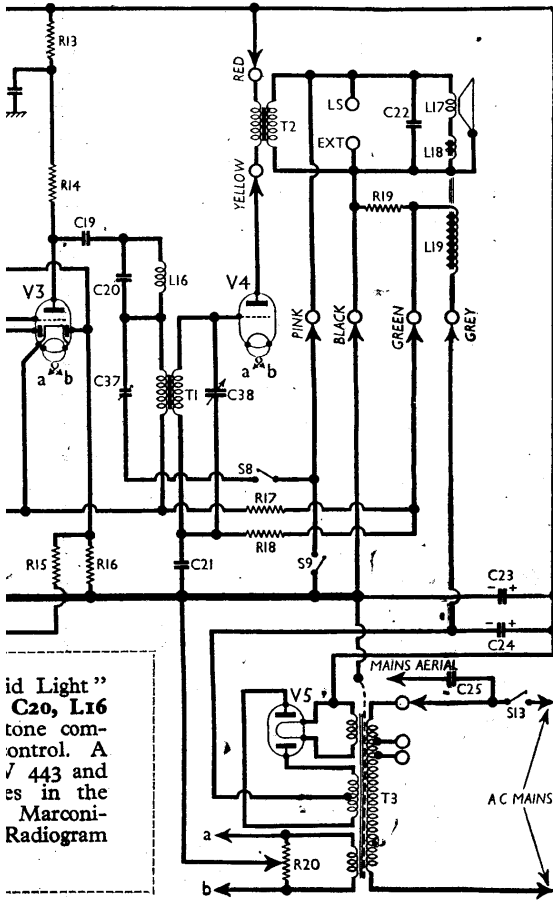 R13
RED
LS
C22
L17
T2
EXT
L18
R14
YELLOW
R19
C19
L19
C20
L16
V3
V4
PINK
BLACK
GREEN
GREY
a b
a b
C37
T1
C38
S8
R17
R18
R15
R16
C21
S9
C23
- +
- +
C24
MAINS AERIAL
C25
V5
S13
id Light”
C20, L16
tone com-
control. A
V 443 and
es in the
Marconi-
Radiogram
T3
AC MAINS
a
R20
b